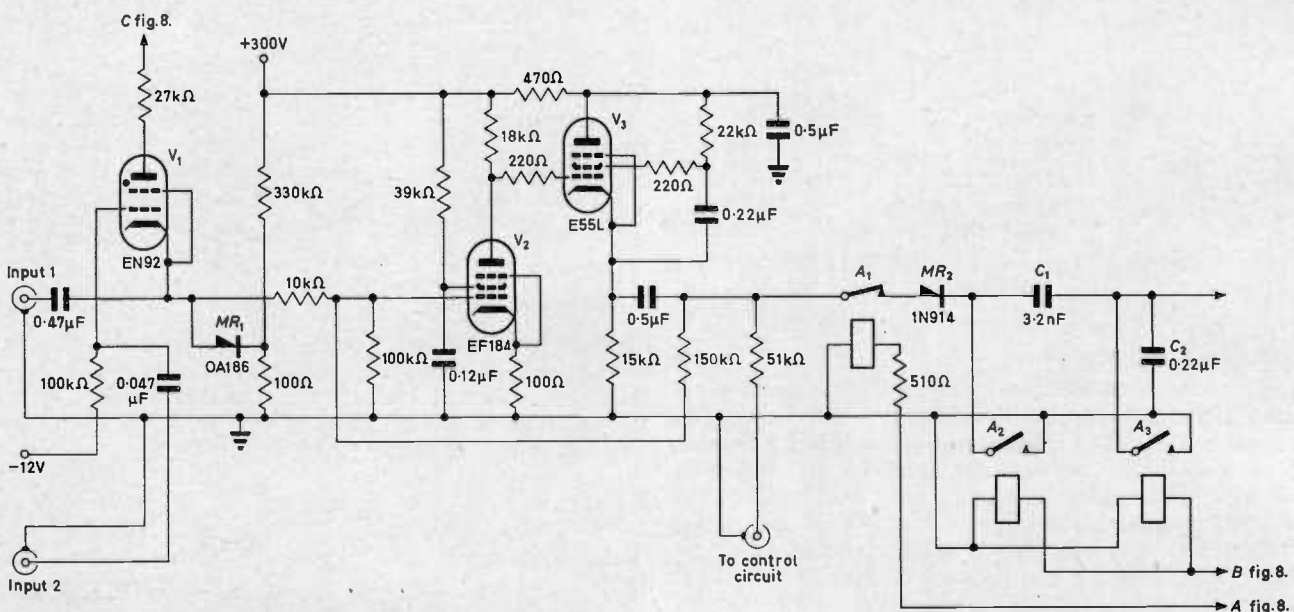 C fig.8.
+300V
27kΩ
470Ω
V₁
V₃
18kΩ
22kΩ
0·5µF
330kΩ
39kΩ
220Ω
220Ω
E55L
0·22µF
EN92
V₂
Input 1
10kΩ
A₁
MR₂
C₁
0·47µF
MR₁
0·5µF
1N914
3·2nF
OA186
EF184
C₂
0·22µF
100kΩ
0·047
µF
100Ω
100kΩ
0·12µF
100Ω
15kΩ
150kΩ
51kΩ
510Ω
A₂
A₃
−12V
Input 2
To control
circuit
B fig.8.
A fig.8.